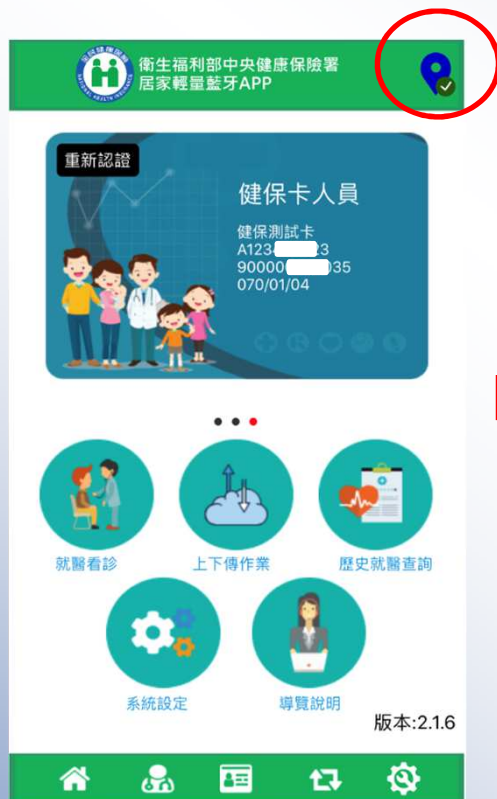 衛生福利部中央健康保險署
居家輕量藍牙APP
重新認證
健保卡人員
健保測試卡
A123 23
90000 035
070/01/04
就醫看診
上下傳作業
歷史就醫查詢
系統設定
導覽說明
版本:2.1.6